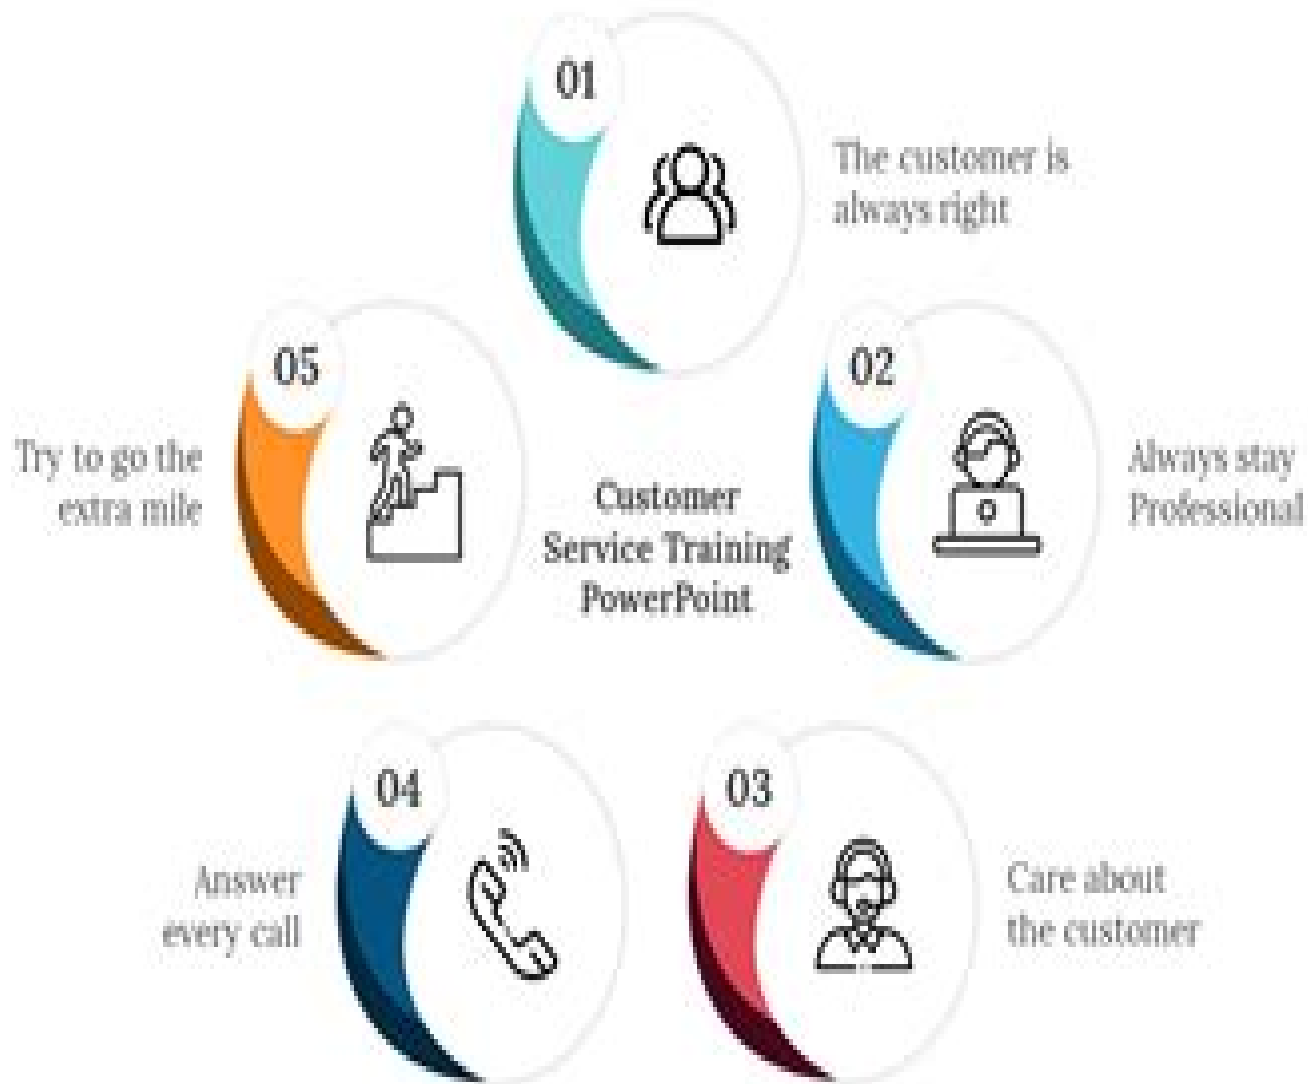 01
The customer is
always right
02
Always stay
Professional
03
Care about
the customer
04
Answer
every call
05
Try to go the
extra mile
Customer
Service Training
PowerPoint